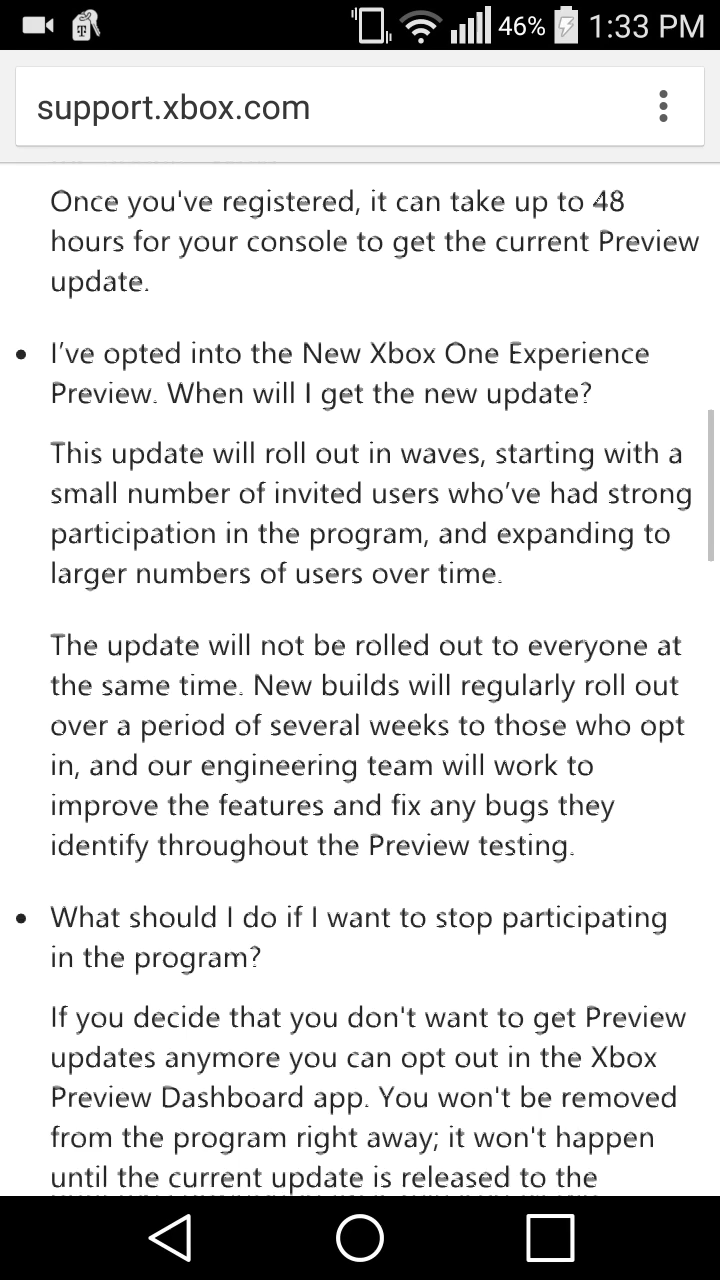 46% 1:33 PM
support.xbox.com
Once you've registered, it can take up to 48
hours for your console to get the current Preview
update.
• I've opted into the New Xbox One Experience
Preview. When will I get the new update?
This update will roll out in waves, starting with a
small number of invited users who've had strong
participation in the program, and expanding to
larger numbers of users over time.
The update will not be rolled out to everyone at
the same time. New builds will regularly roll out
over a period of several weeks to those who opt
in, and our engineering team will work to
improve the features and fix any bugs they
identify throughout the Preview testing.
• What should I do if I want to stop participating
in the program?
If you decide that you don't want to get Preview
updates anymore you can opt out in the Xbox
Preview Dashboard app. You won't be removed
from the program right away; it won't happen
until the current update is released to the